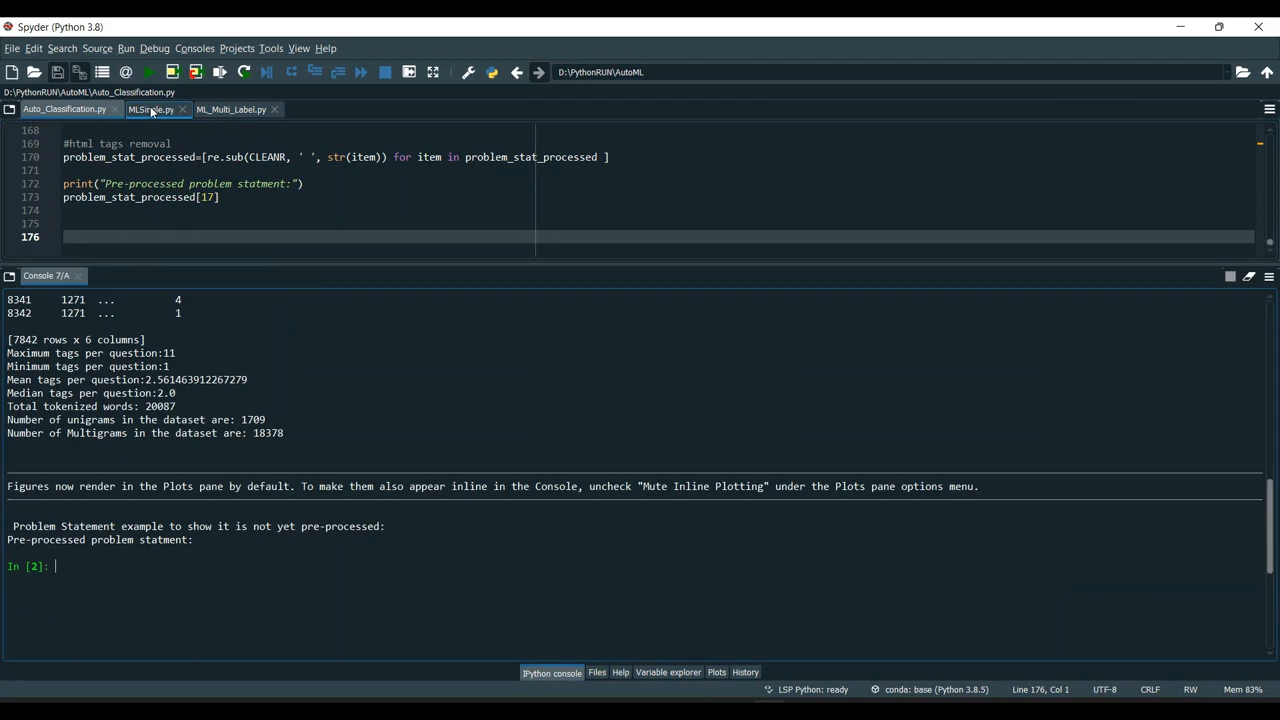 Spyder (Python 3.8)
File Edit Search Source Run Debug Consoles Projects Tools View Help
D:\PythonRUN\AutoML
D:\PythonRUN\AutoML\Auto_Classification.py
Auto_Classification.py MLSingle.py ML_Multi_Label.py
168
169 #html tags removal
170 problem_stat_processed=[re.sub(CLEANR, ' ', str(item)) for item in problem_stat_processed ]
171
172 print("Pre-processed problem statment:")
173 problem_stat_processed[17]
174
175
176
Console 7/A
8341 1271 ... 4
8342 1271 ... 1
[7842 rows x 6 columns]
Maximum tags per question:11
Minimum tags per question:1
Mean tags per question:2.561463912267279
Median tags per question:2.0
Total tokenized words: 20087
Number of unigrams in the dataset are: 1709
Number of Multigrams in the dataset are: 18378
Figures now render in the Plots pane by default. To make them also appear inline in the Console, uncheck "Mute Inline Plotting" under the Plots pane options menu.
Problem Statement example to show it is not yet pre-processed:
Pre-processed problem statment:
In [2]:
IPython console Files Help Variable explorer Plots History
LSP Python: ready conda: base (Python 3.8.5) Line 176, Col 1 UTF-8 CRLF RW Mem 83%